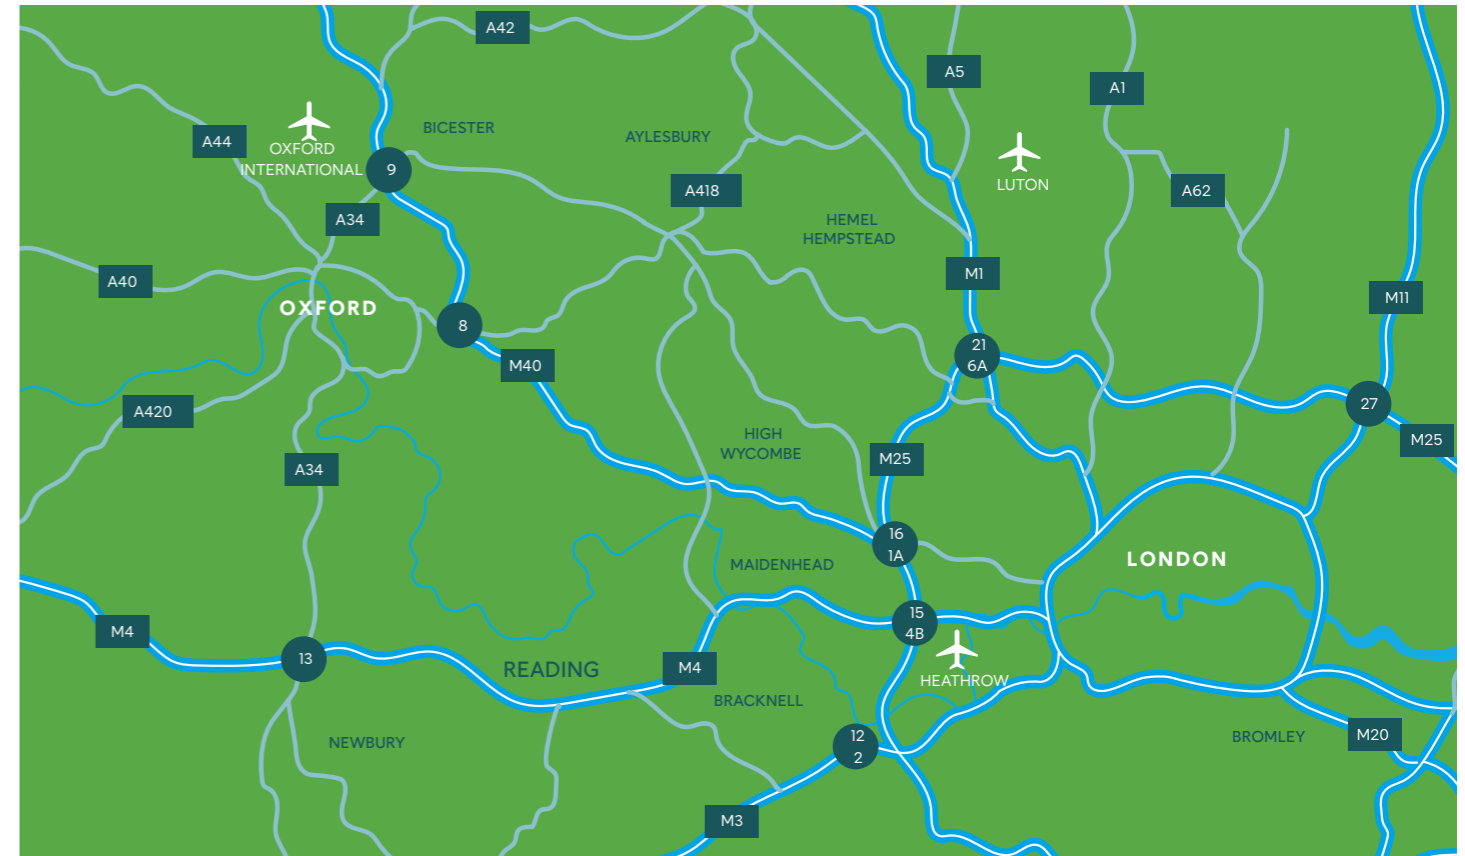 A42
A5
A1
BICESTER
AYLESBURY
A44
OXFORD
INTERNATIONAL
9
LUTON
A418
A62
A34
HEMEL
HEMPSTEAD
A40
M1
M11
OXFORD
8
M40
21
6A
A420
27
HIGH
WYCOMBE
M25
M25
A34
16
1A
MAIDENHEAD
LONDON
M4
15
4B
13
READING
M4
HEATHROW
BRACKNELL
NEWBURY
12
2
BROMLEY
M20
M3